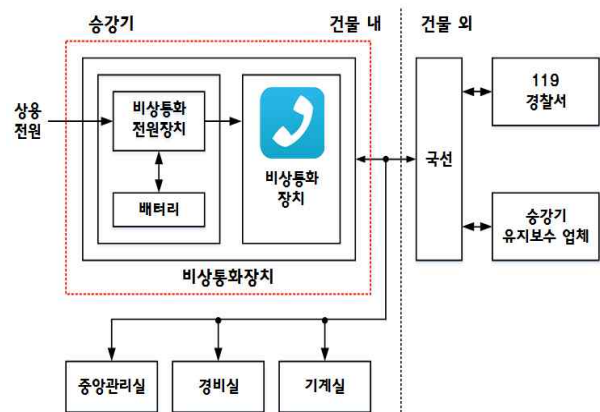 승강기
건물 내
건물 외
상용
전원
비상통화
전원장치
배터리
비상통화
장치
비상통화장치
국선
119
경찰서
승강기
유지보수 업체
중앙관리실
경비실
기계실